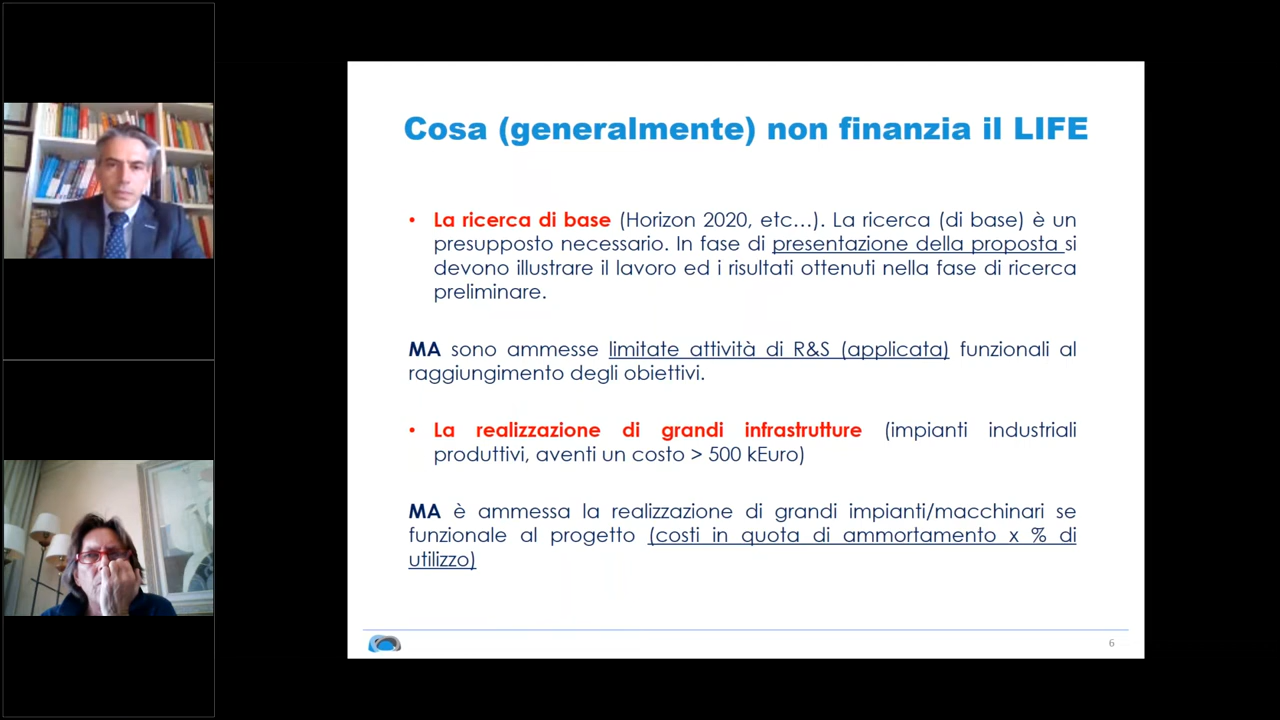 Cosa (generalmente) non finanzia il LIFE
• La ricerca di base (Horizon 2020, etc…). La ricerca (di base) è un
presupposto necessario. In fase di presentazione della proposta si
devono illustrare il lavoro ed i risultati ottenuti nella fase di ricerca
preliminare.
MA sono ammesse limitate attività di R&S (applicata) funzionali al
raggiungimento degli obiettivi.
• La realizzazione di grandi infrastrutture (impianti industriali
produttivi, aventi un costo > 500 kEuro)
MA è ammessa la realizzazione di grandi impianti/macchinari se
funzionale al progetto (costi in quota di ammortamento x % di
utilizzo)
6